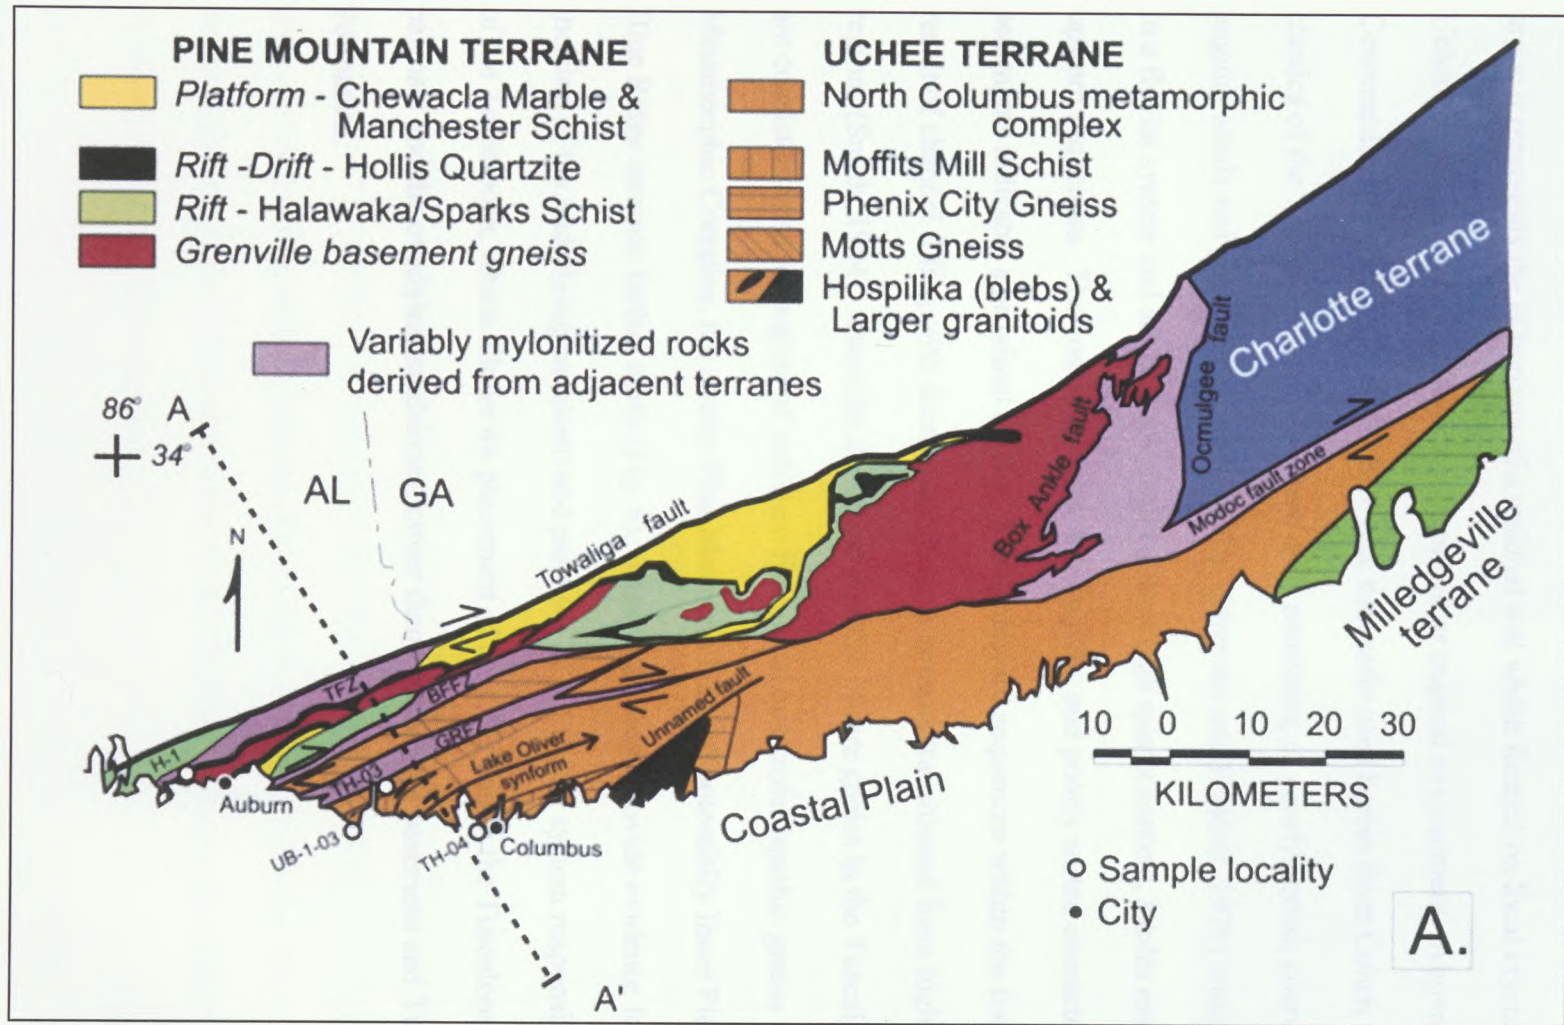 PINE MOUNTAIN TERRANE
Platform - Chewacla Marble &
Manchester Schist
Rift -Drift - Hollis Quartzite
Rift - Halawaka/Sparks Schist
Grenville basement gneiss
UCHEE TERRANE
North Columbus metamorphic
complex
Moffits Mill Schist
Phenix City Gneiss
Motts Gneiss
Hospilika (blebs) &
Larger granitoids
Variably mylonitized rocks
derived from adjacent terranes
86°
34°
A
AL
GA
N
Towaliga fault
Box Ankle fault
Ocmulgee fault
Charlotte terrane
Modoc fault zone
Milledgeville
terrane
TFZ
BFFZ
GRFZ
H-1
TH-03
Auburn
Lake Oliver
synform
Unnamed fault
UB-1-03
TH-04
Columbus
Coastal Plain
10 0 10 20 30
KILOMETERS
Sample locality
City
A'
A.